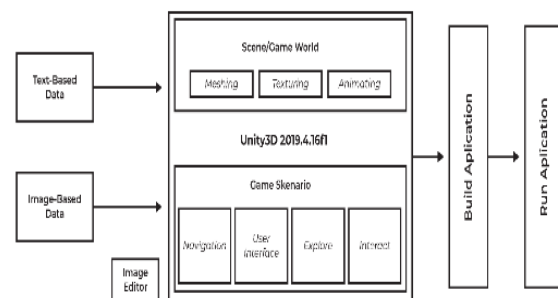 Text-Based
Data
Image-Based
Data
Image
Editor
Scene/Game World
Meshing
Texturing
Animating
Unity3D 2019.4.16f1
Game Skenario
Navigation
User
Interface
Explore
Interact
Build Aplication
Run Aplication